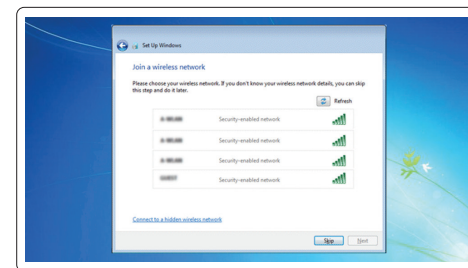 Set Up Windows
Join a wireless network
Please choose your wireless network. If you don't know your wireless network details, you can skip
this step and do it later.
Refresh
Security-enabled network
Security-enabled network
Security-enabled network
Security-enabled network
Connect to a hidden wireless network
Skip Next